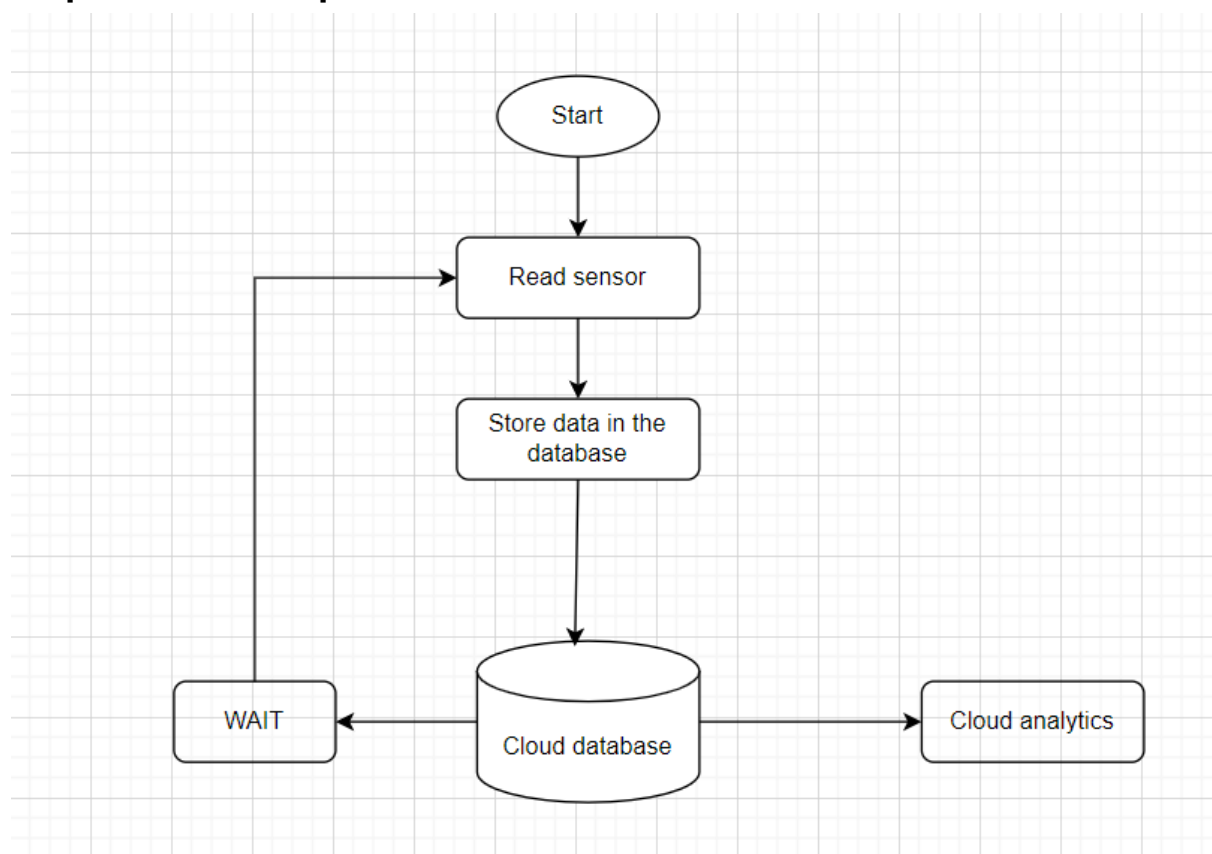 Start
Read sensor
Store data in the
database
WAIT
Cloud database
Cloud analytics